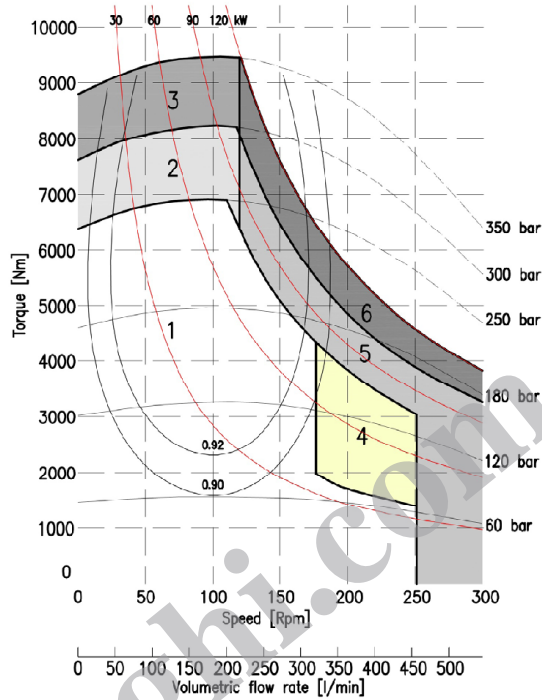 30 60 90 120 kW
10000
9000
8000
7000
6000
5000
4000
3000
2000
1000
0
Torque [Nm]
3
2
1
6
5
4
0.92
0.90
350 bar
300 bar
250 bar
180 bar
120 bar
60 bar
0 50 100 150 200 250 300
Speed [Rpm]
0 50 100 150 200 250 300 350 400 450 500
Volumetric flow rate [l/min]
ohi.com